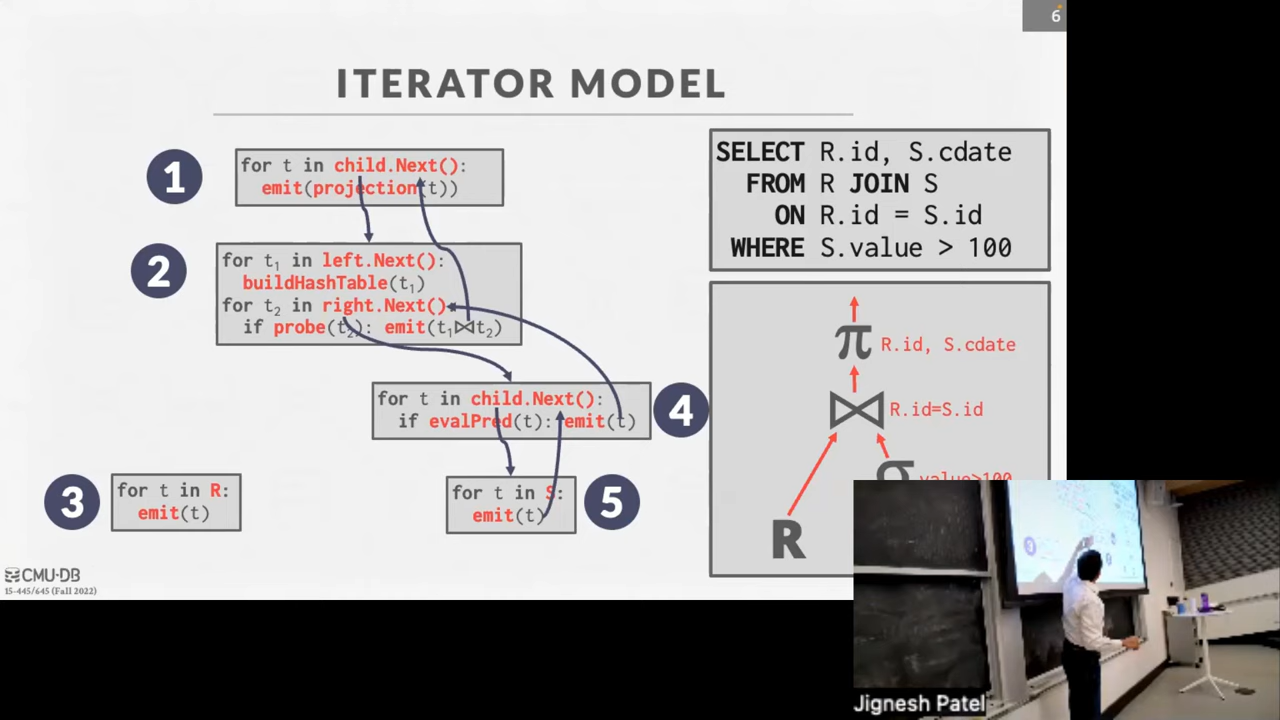 6
ITERATOR MODEL
1
for t in child.Next():
emit(projection(t))
2
for t₁ in left.Next():
buildHashTable(t₁)
for t₂ in right.Next()
if probe(t₂): emit(t₁⋈t₂)
for t in child.Next():
if evalPred(t): emit(t)
4
3
for t in R:
emit(t)
for t in S:
emit(t)
5
SELECT R.id, S.cdate
FROM R JOIN S
ON R.id = S.id
WHERE S.value > 100
π R.id, S.cdate
⋈ R.id=S.id
σ value>100
R
CMU·DB
15-445/645 (Fall 2022)
Jignesh Patel